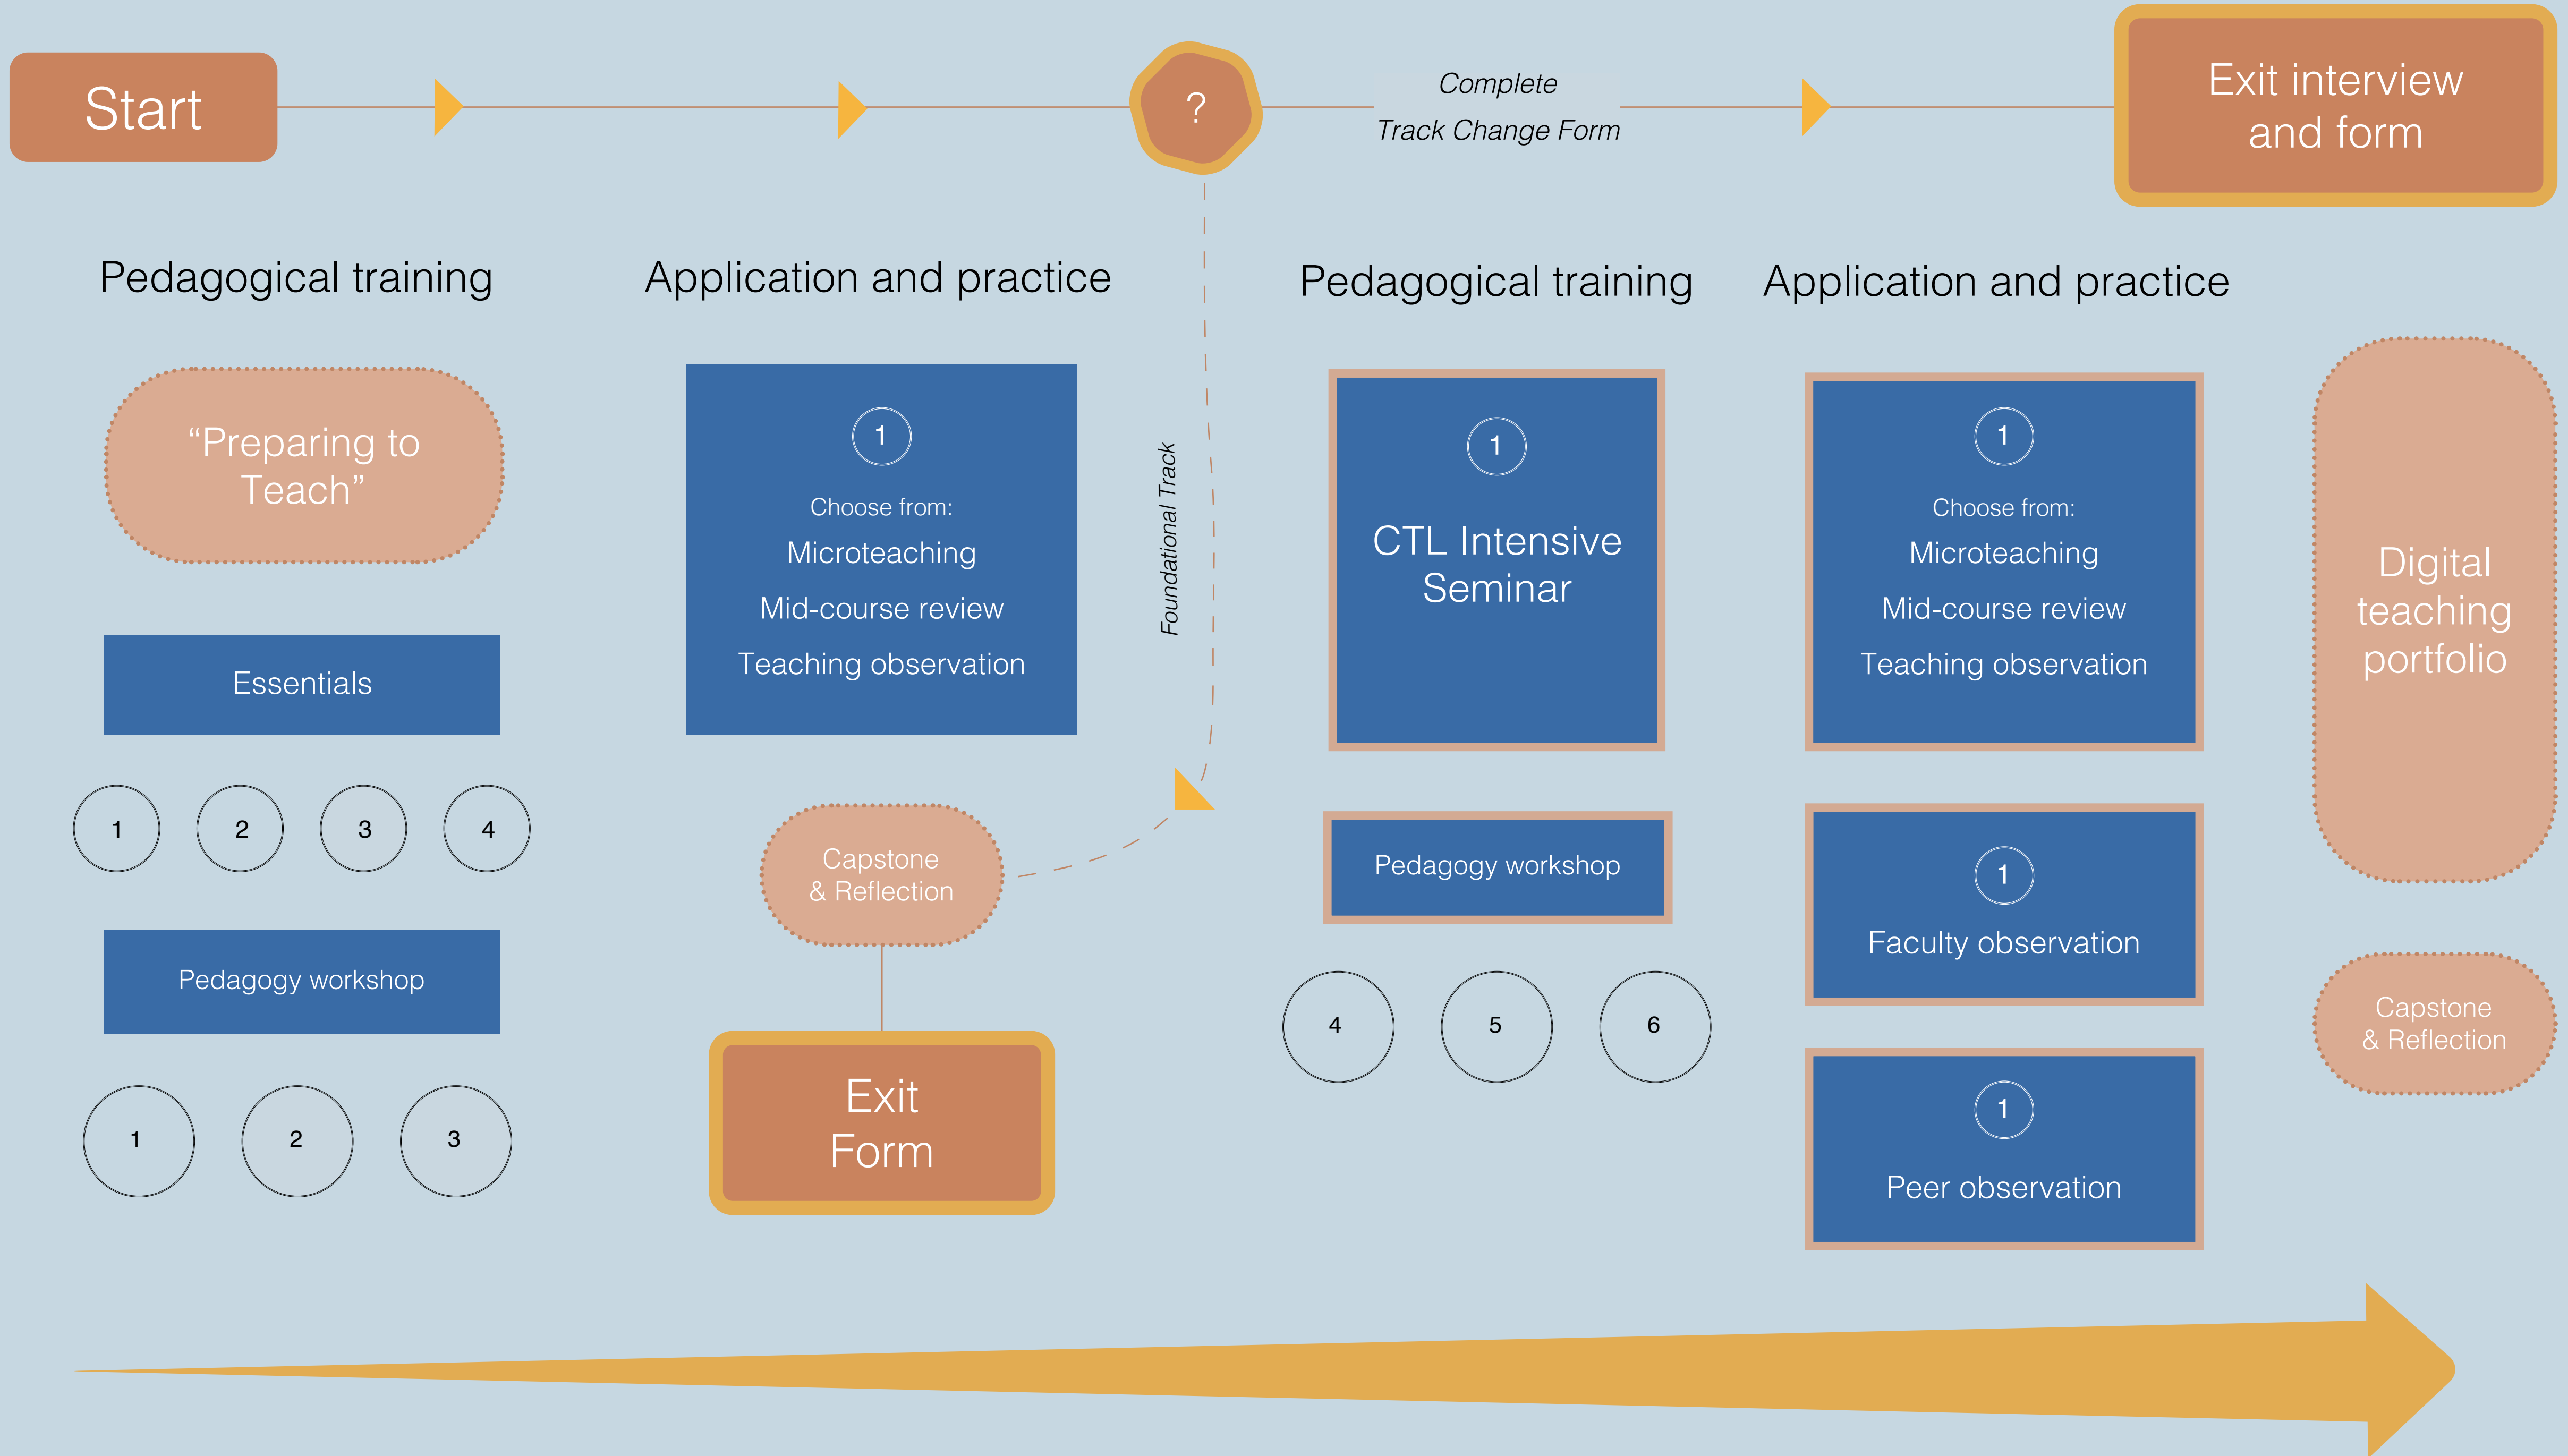 Start
?
Complete
Track Change Form
Exit interview
and form
Pedagogical training
“Preparing to
Teach”
Essentials
1
2
3
4
Pedagogy workshop
1
2
3
Application and practice
1
Choose from:
Microteaching
Mid-course review
Teaching observation
Capstone
& Reflection
Exit
Form
Foundational Track
Pedagogical training
1
CTL Intensive
Seminar
Pedagogy workshop
4
5
6
Application and practice
1
Choose from:
Microteaching
Mid-course review
Teaching observation
1
Faculty observation
1
Peer observation
Digital
teaching
portfolio
Capstone
& Reflection